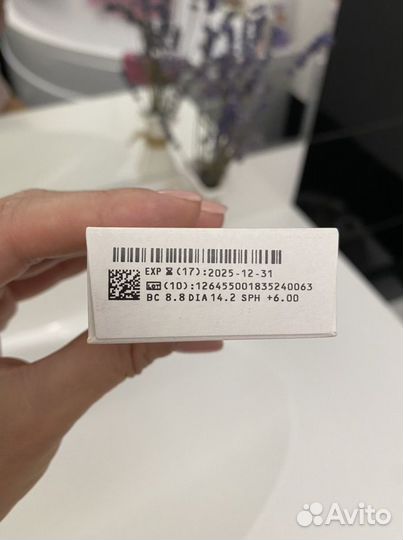 EXP (17):2025-12-31
LOT (10):126455001835240063
BC 8.8 DIA 14.2 SPH +6.00
Avito